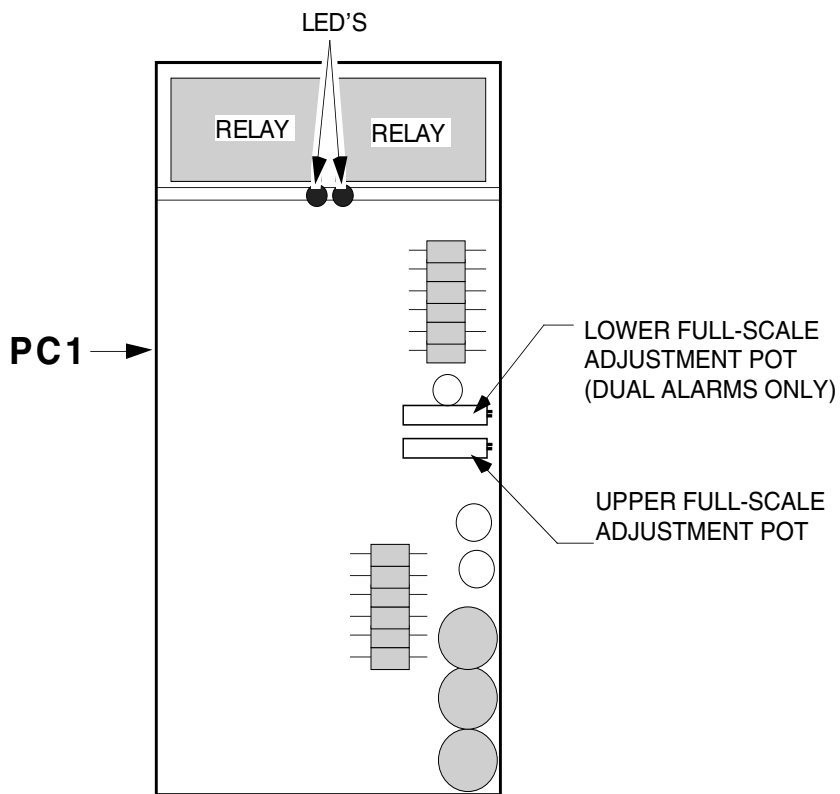 LED'S
RELAY
RELAY
PC1
LOWER FULL-SCALE
ADJUSTMENT POT
(DUAL ALARMS ONLY)
UPPER FULL-SCALE
ADJUSTMENT POT